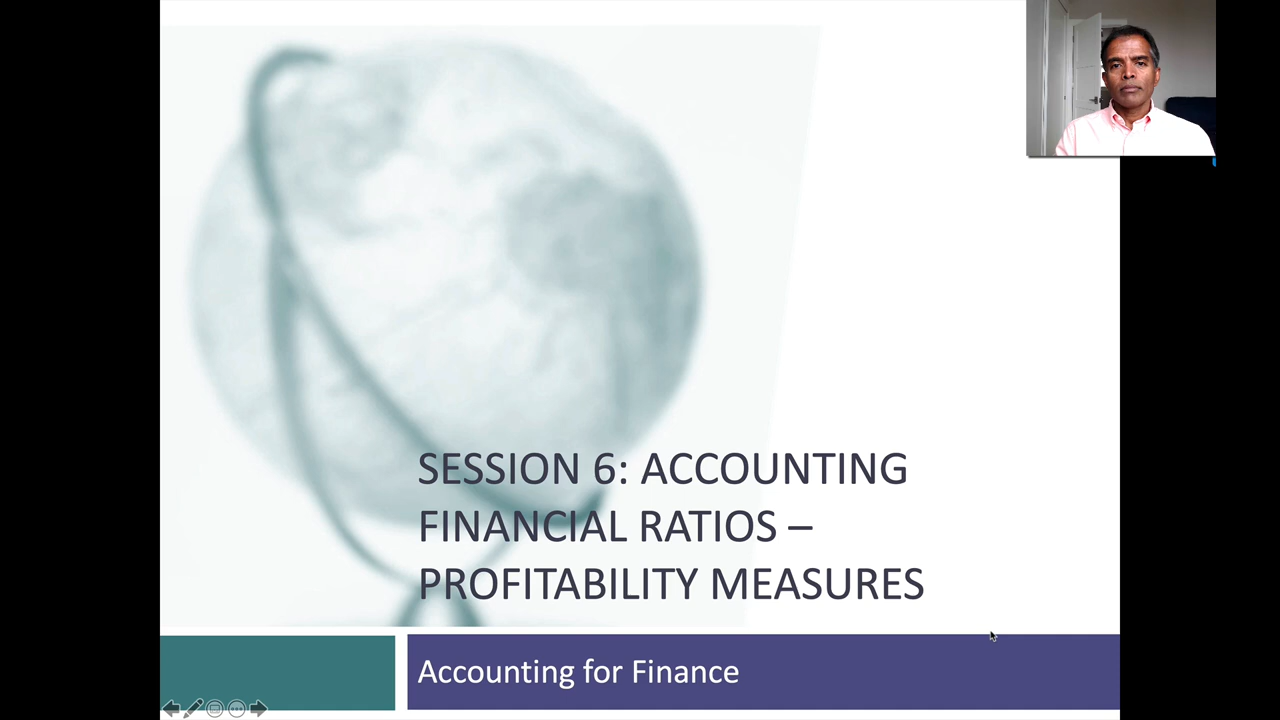 SESSION 6: ACCOUNTING
FINANCIAL RATIOS –
PROFITABILITY MEASURES
Accounting for Finance